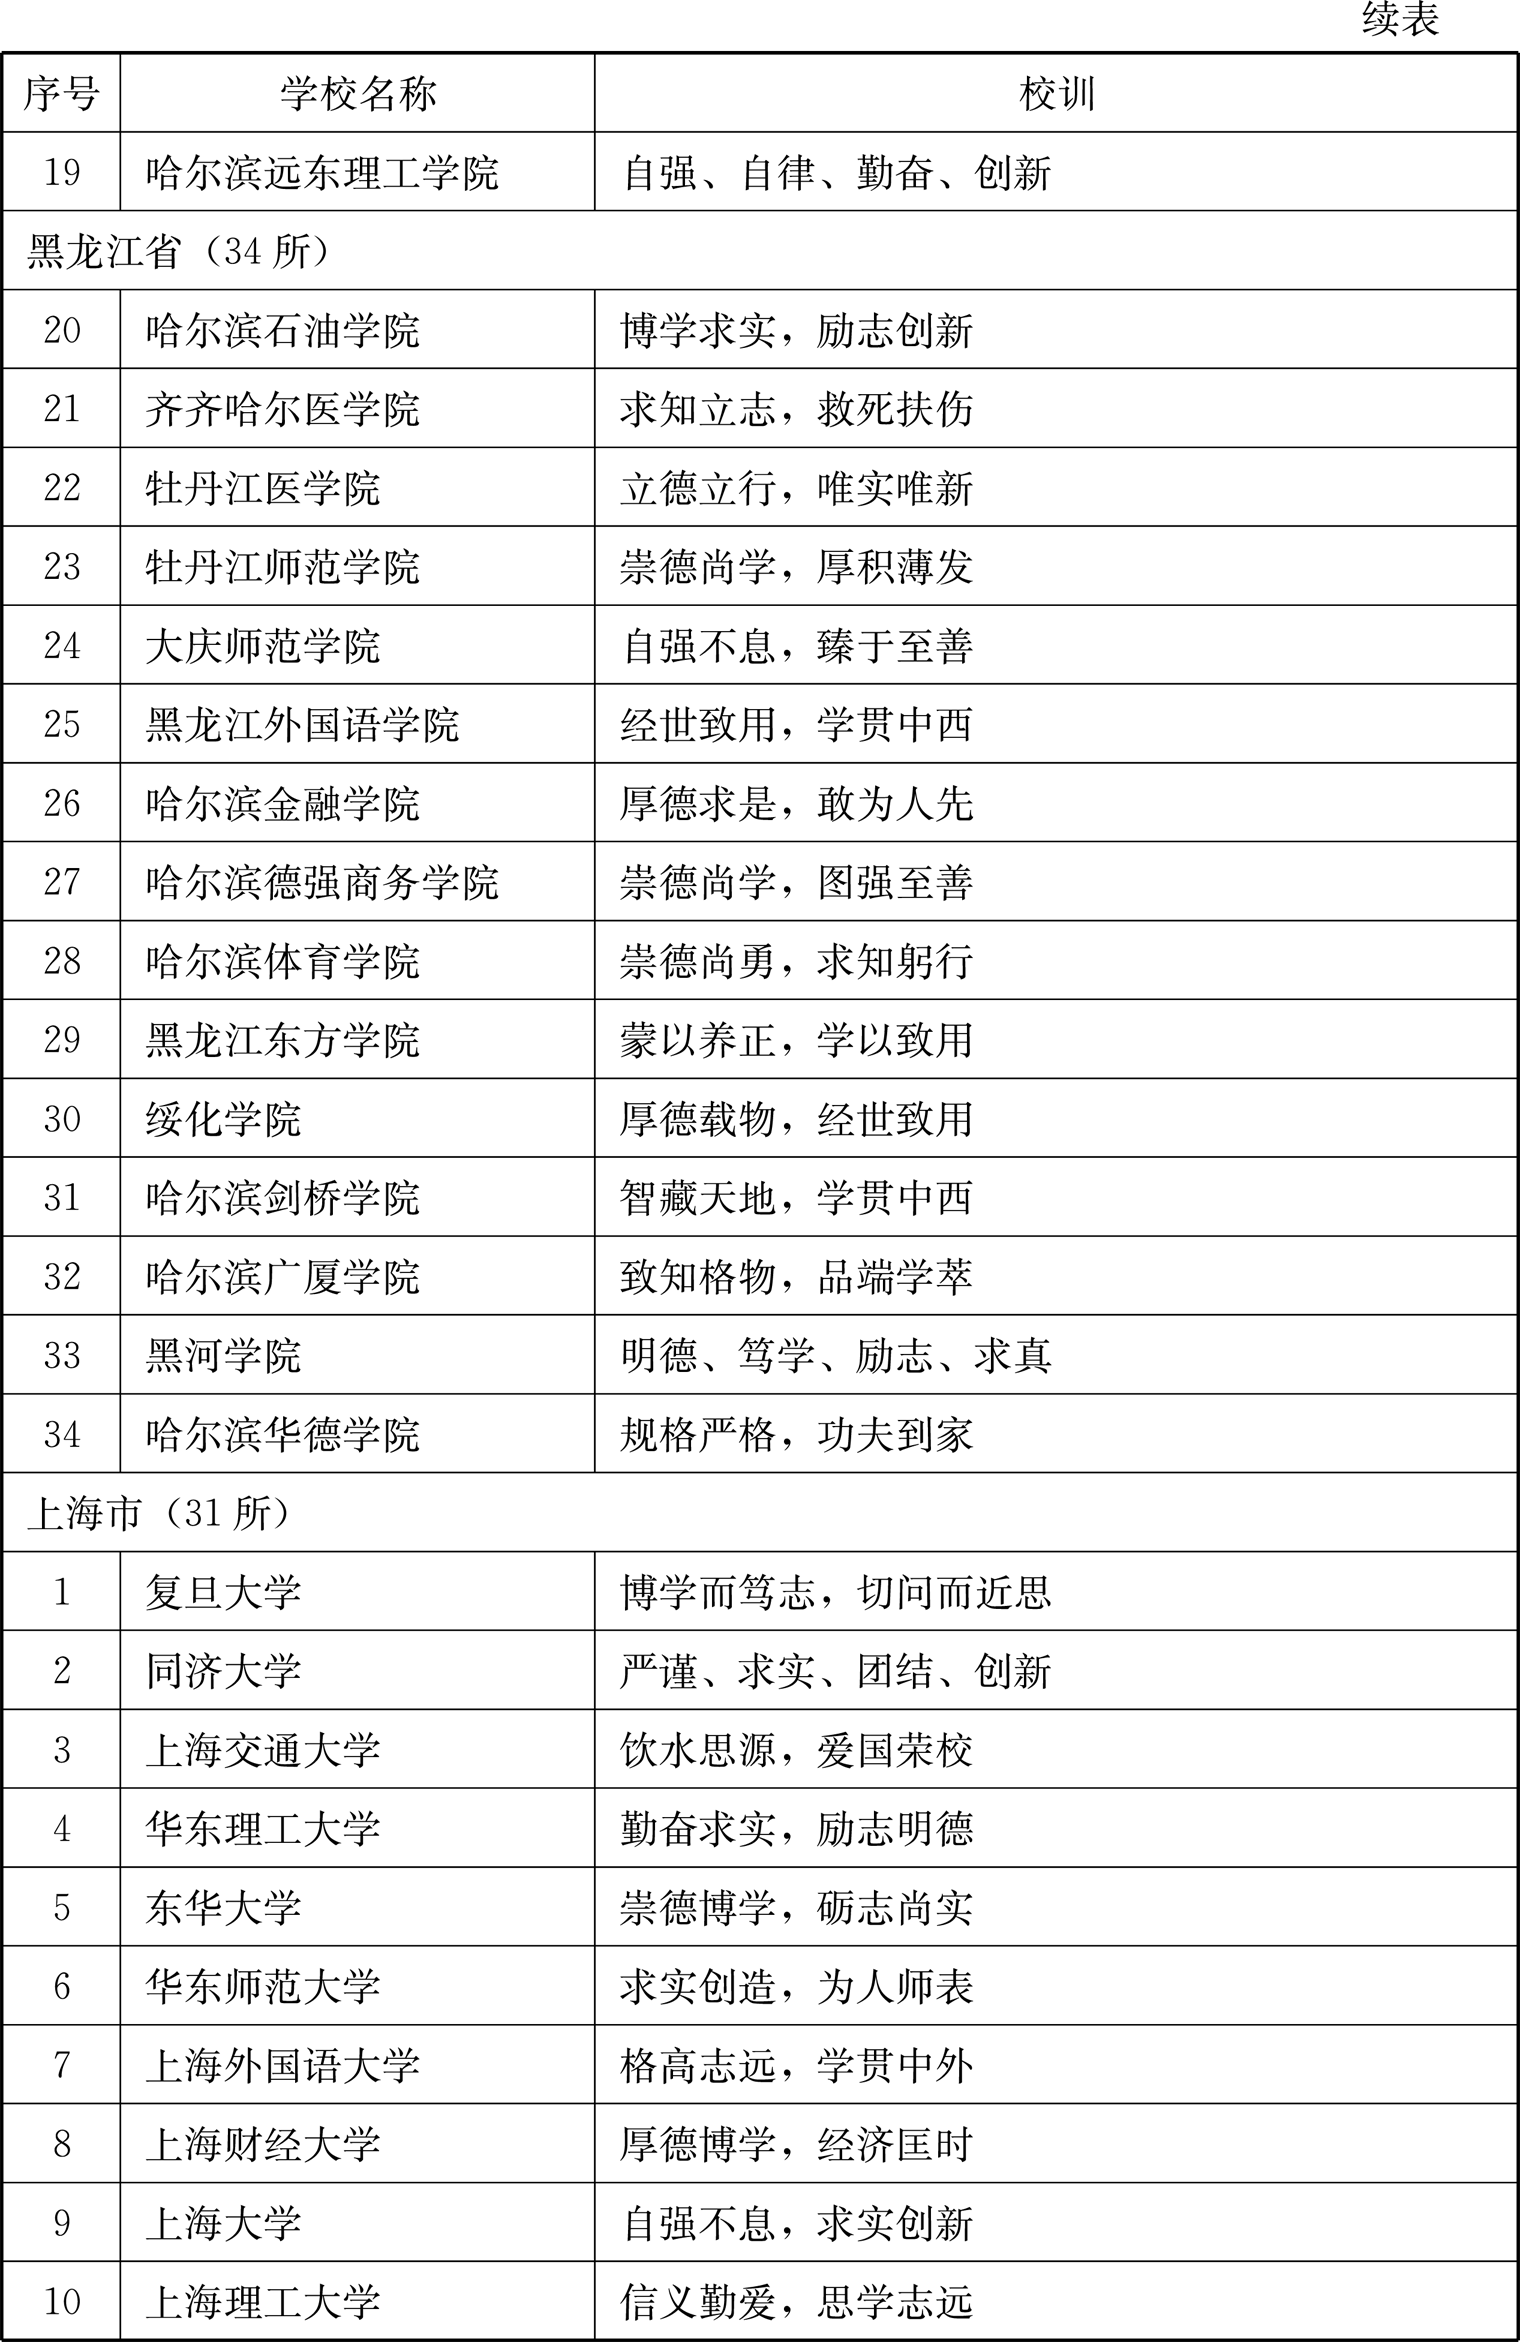 续表
序号 学校名称 校训
19 哈尔滨远东理工学院 自强、自律、勤奋、创新
黑龙江省（34 所）
20 哈尔滨石油学院 博学求实，励志创新
21 齐齐哈尔医学院 求知立志，救死扶伤
22 牡丹江医学院 立德立行，唯实唯新
23 牡丹江师范学院 崇德尚学，厚积薄发
24 大庆师范学院 自强不息，臻于至善
25 黑龙江外国语学院 经世致用，学贯中西
26 哈尔滨金融学院 厚德求是，敢为人先
27 哈尔滨德强商务学院 崇德尚学，图强至善
28 哈尔滨体育学院 崇德尚勇，求知躬行
29 黑龙江东方学院 蒙以养正，学以致用
30 绥化学院 厚德载物，经世致用
31 哈尔滨剑桥学院 智藏天地，学贯中西
32 哈尔滨广厦学院 致知格物，品端学萃
33 黑河学院 明德、笃学、励志、求真
34 哈尔滨华德学院 规格严格，功夫到家
上海市（31 所）
1 复旦大学 博学而笃志，切问而近思
2 同济大学 严谨、求实、团结、创新
3 上海交通大学 饮水思源，爱国荣校
4 华东理工大学 勤奋求实，励志明德
5 东华大学 崇德博学，砺志尚实
6 华东师范大学 求实创造，为人师表
7 上海外国语大学 格高志远，学贯中外
8 上海财经大学 厚德博学，经济匡时
9 上海大学 自强不息，求实创新
10 上海理工大学 信义勤爱，思学志远